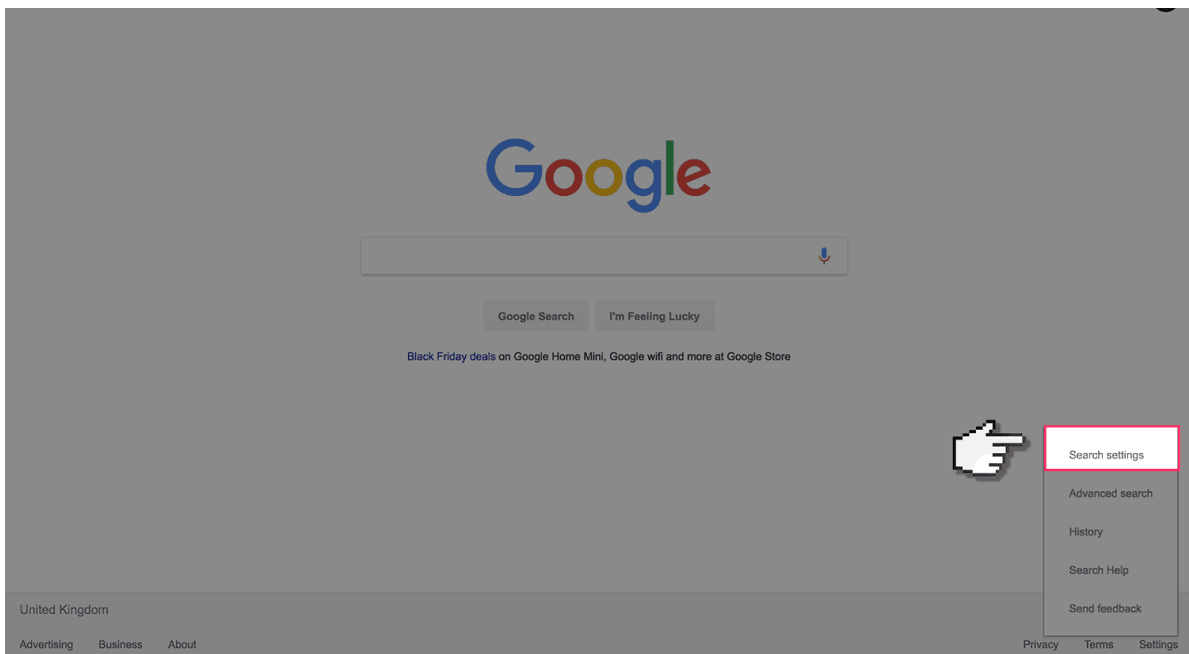 Google
Google Search I'm Feeling Lucky
Black Friday deals on Google Home Mini, Google wifi and more at Google Store
Search settings
Advanced search
History
Search Help
Send feedback
United Kingdom
Advertising Business About Privacy Terms Settings